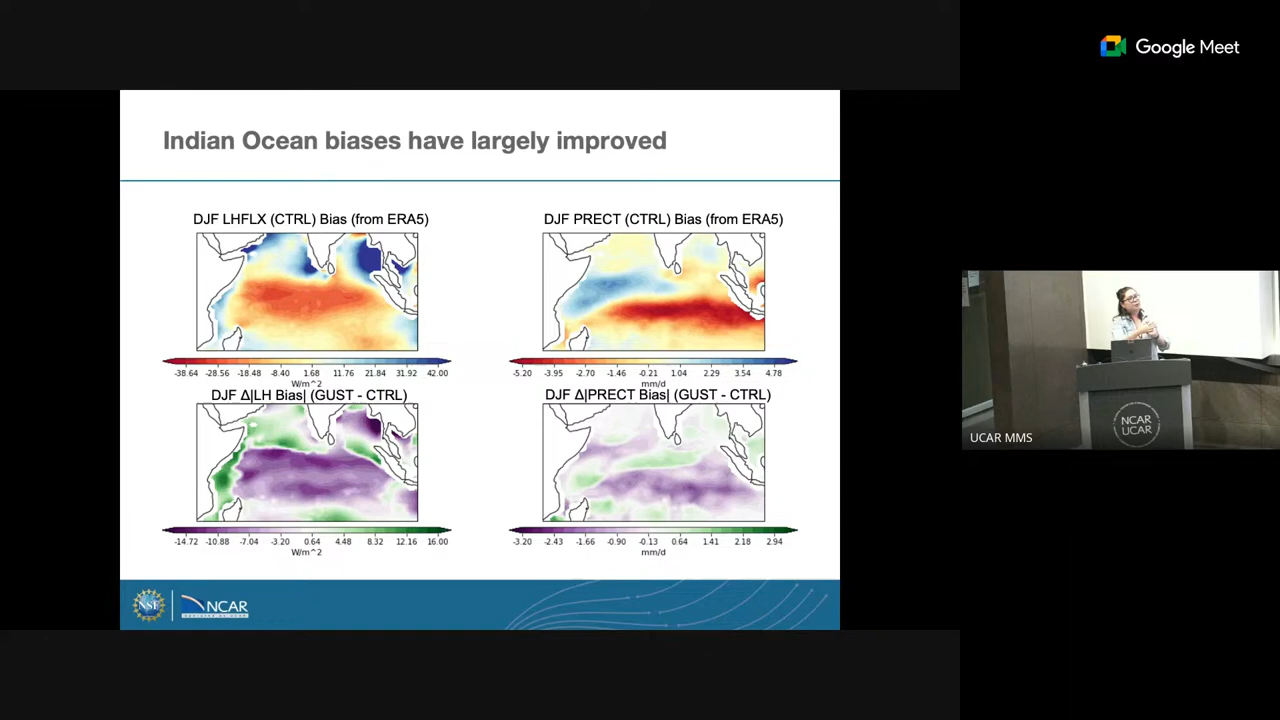 Google Meet
Indian Ocean biases have largely improved
DJF LHFLX (CTRL) Bias (from ERA5)
DJF PRECT (CTRL) Bias (from ERA5)
-38.64 -28.56 -18.48 -8.40 1.68 11.76 21.84 31.92 42.00
W/m^2
-5.20 -3.95 -2.70 -1.46 -0.21 1.04 2.29 3.54 4.78
mm/d
DJF Δ|LH Bias| (GUST - CTRL)
DJF Δ|PRECT Bias| (GUST - CTRL)
-14.72 -10.88 -7.04 -3.20 0.64 4.48 8.32 12.16 16.00
W/m^2
-3.20 -2.43 -1.66 -0.90 -0.13 0.64 1.41 2.18 2.94
mm/d
NSF
NCAR
NCAR
UCAR
UCAR MMS